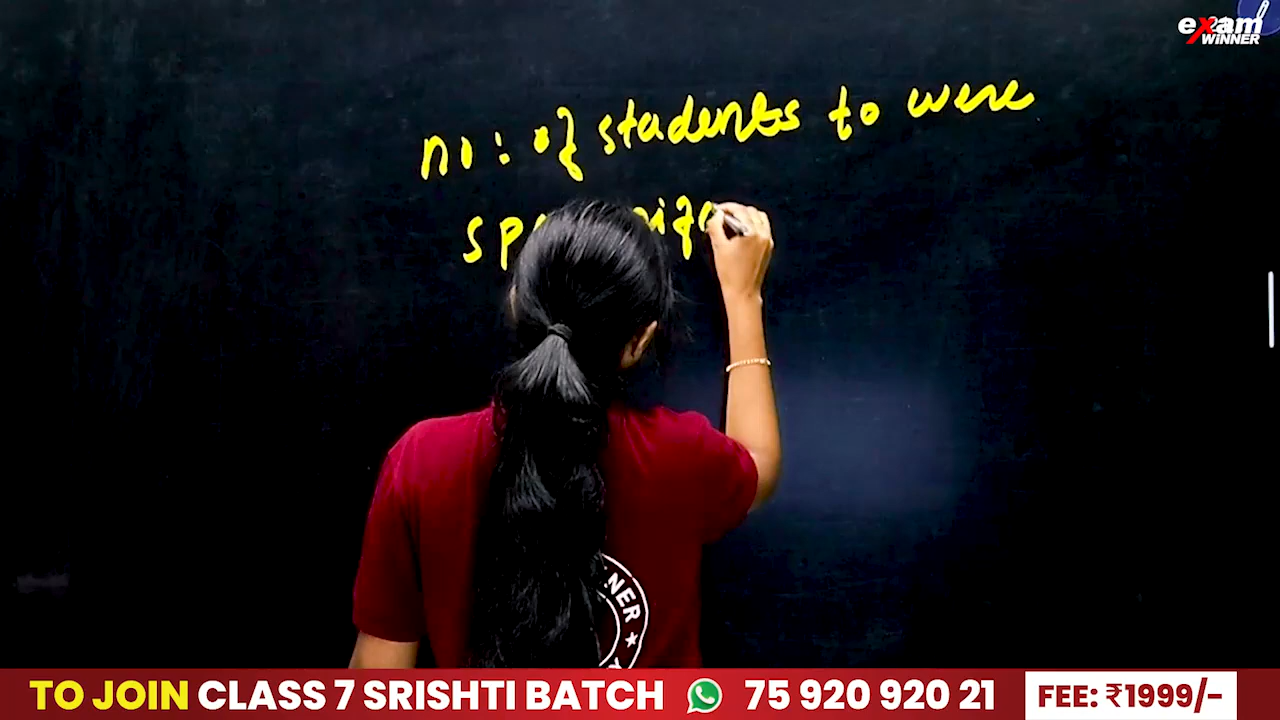 exam
WiNNER
no: of students to were
NER ★
TO JOIN CLASS 7 SRISHTI BATCH 75 920 920 21 FEE: ₹1999/-